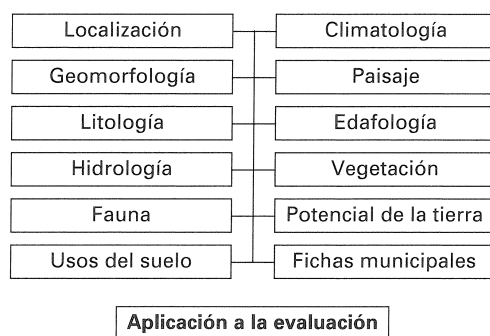 Localización
Climatología
Geomorfología
Paisaje
Litología
Edafología
Hidrología
Vegetación
Fauna
Potencial de la tierra
Usos del suelo
Fichas municipales
Aplicación a la evaluación